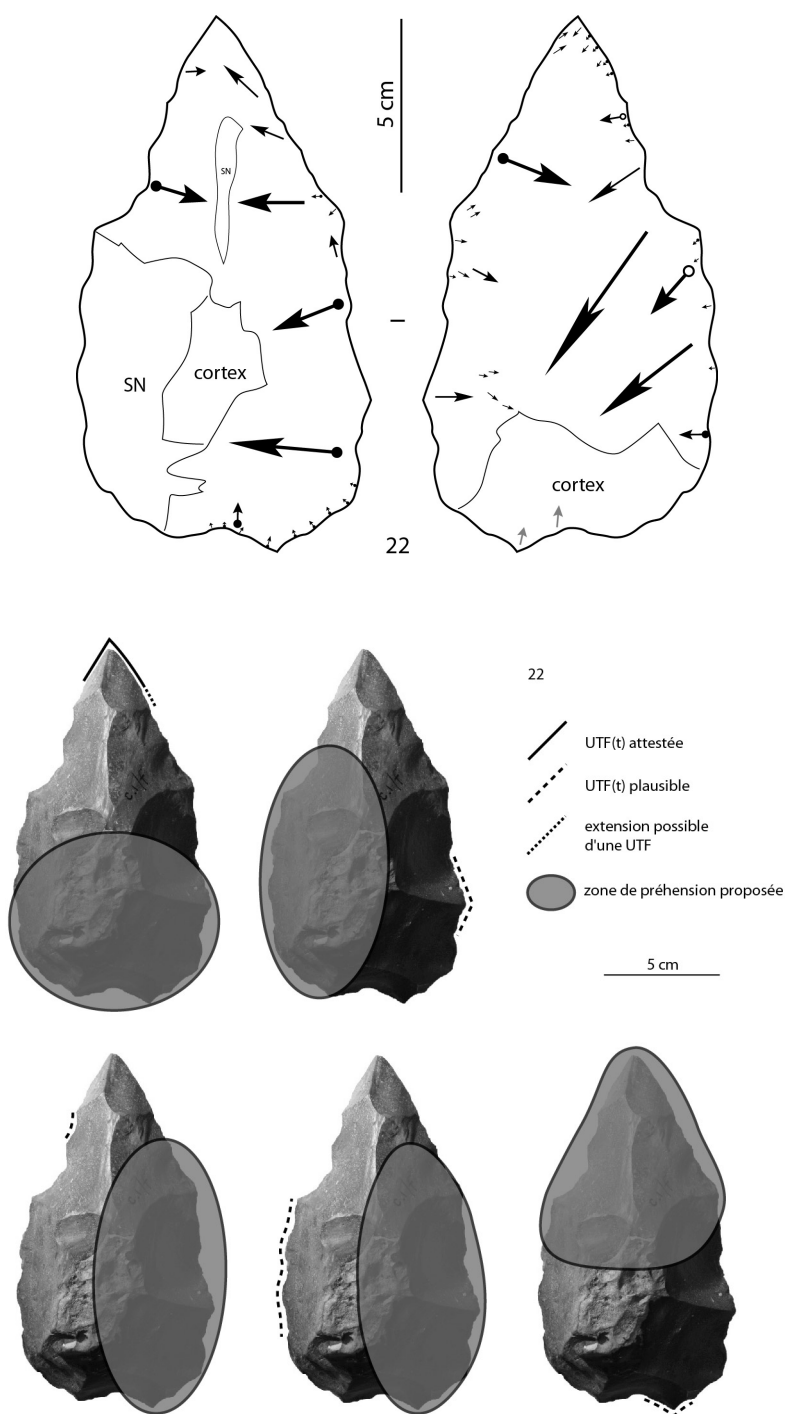 5 cm
SN
SN
cortex
cortex
22
22
UTF(t) attestée
UTF(t) plausible
extension possible
d'une UTF
zone de préhension proposée
5 cm